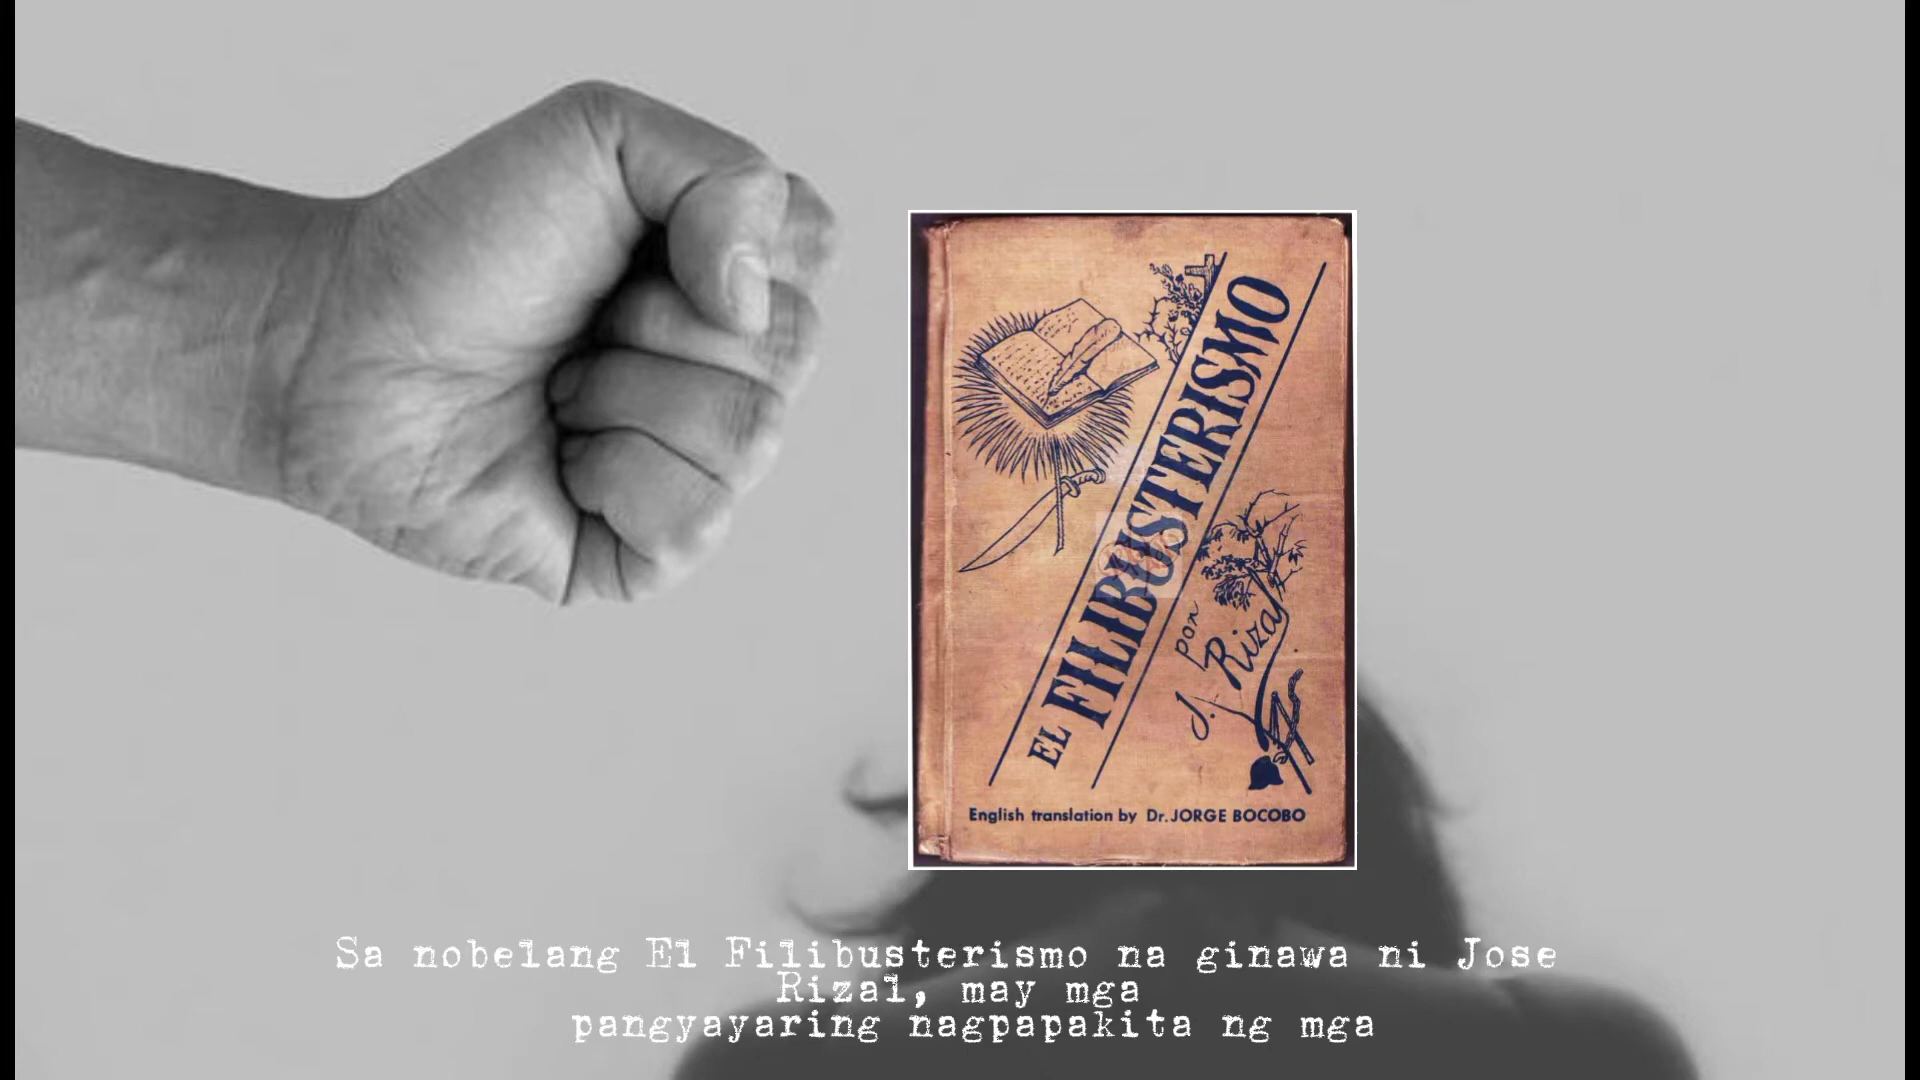 EL FILIBUSTERISMO
por
J. Rizal
English translation by Dr. JORGE BOCOBO
Sa nobelang El Filibusterismo na ginawa ni Jose
Rizal, may mga
pangyayaring nagpapakita ng mga